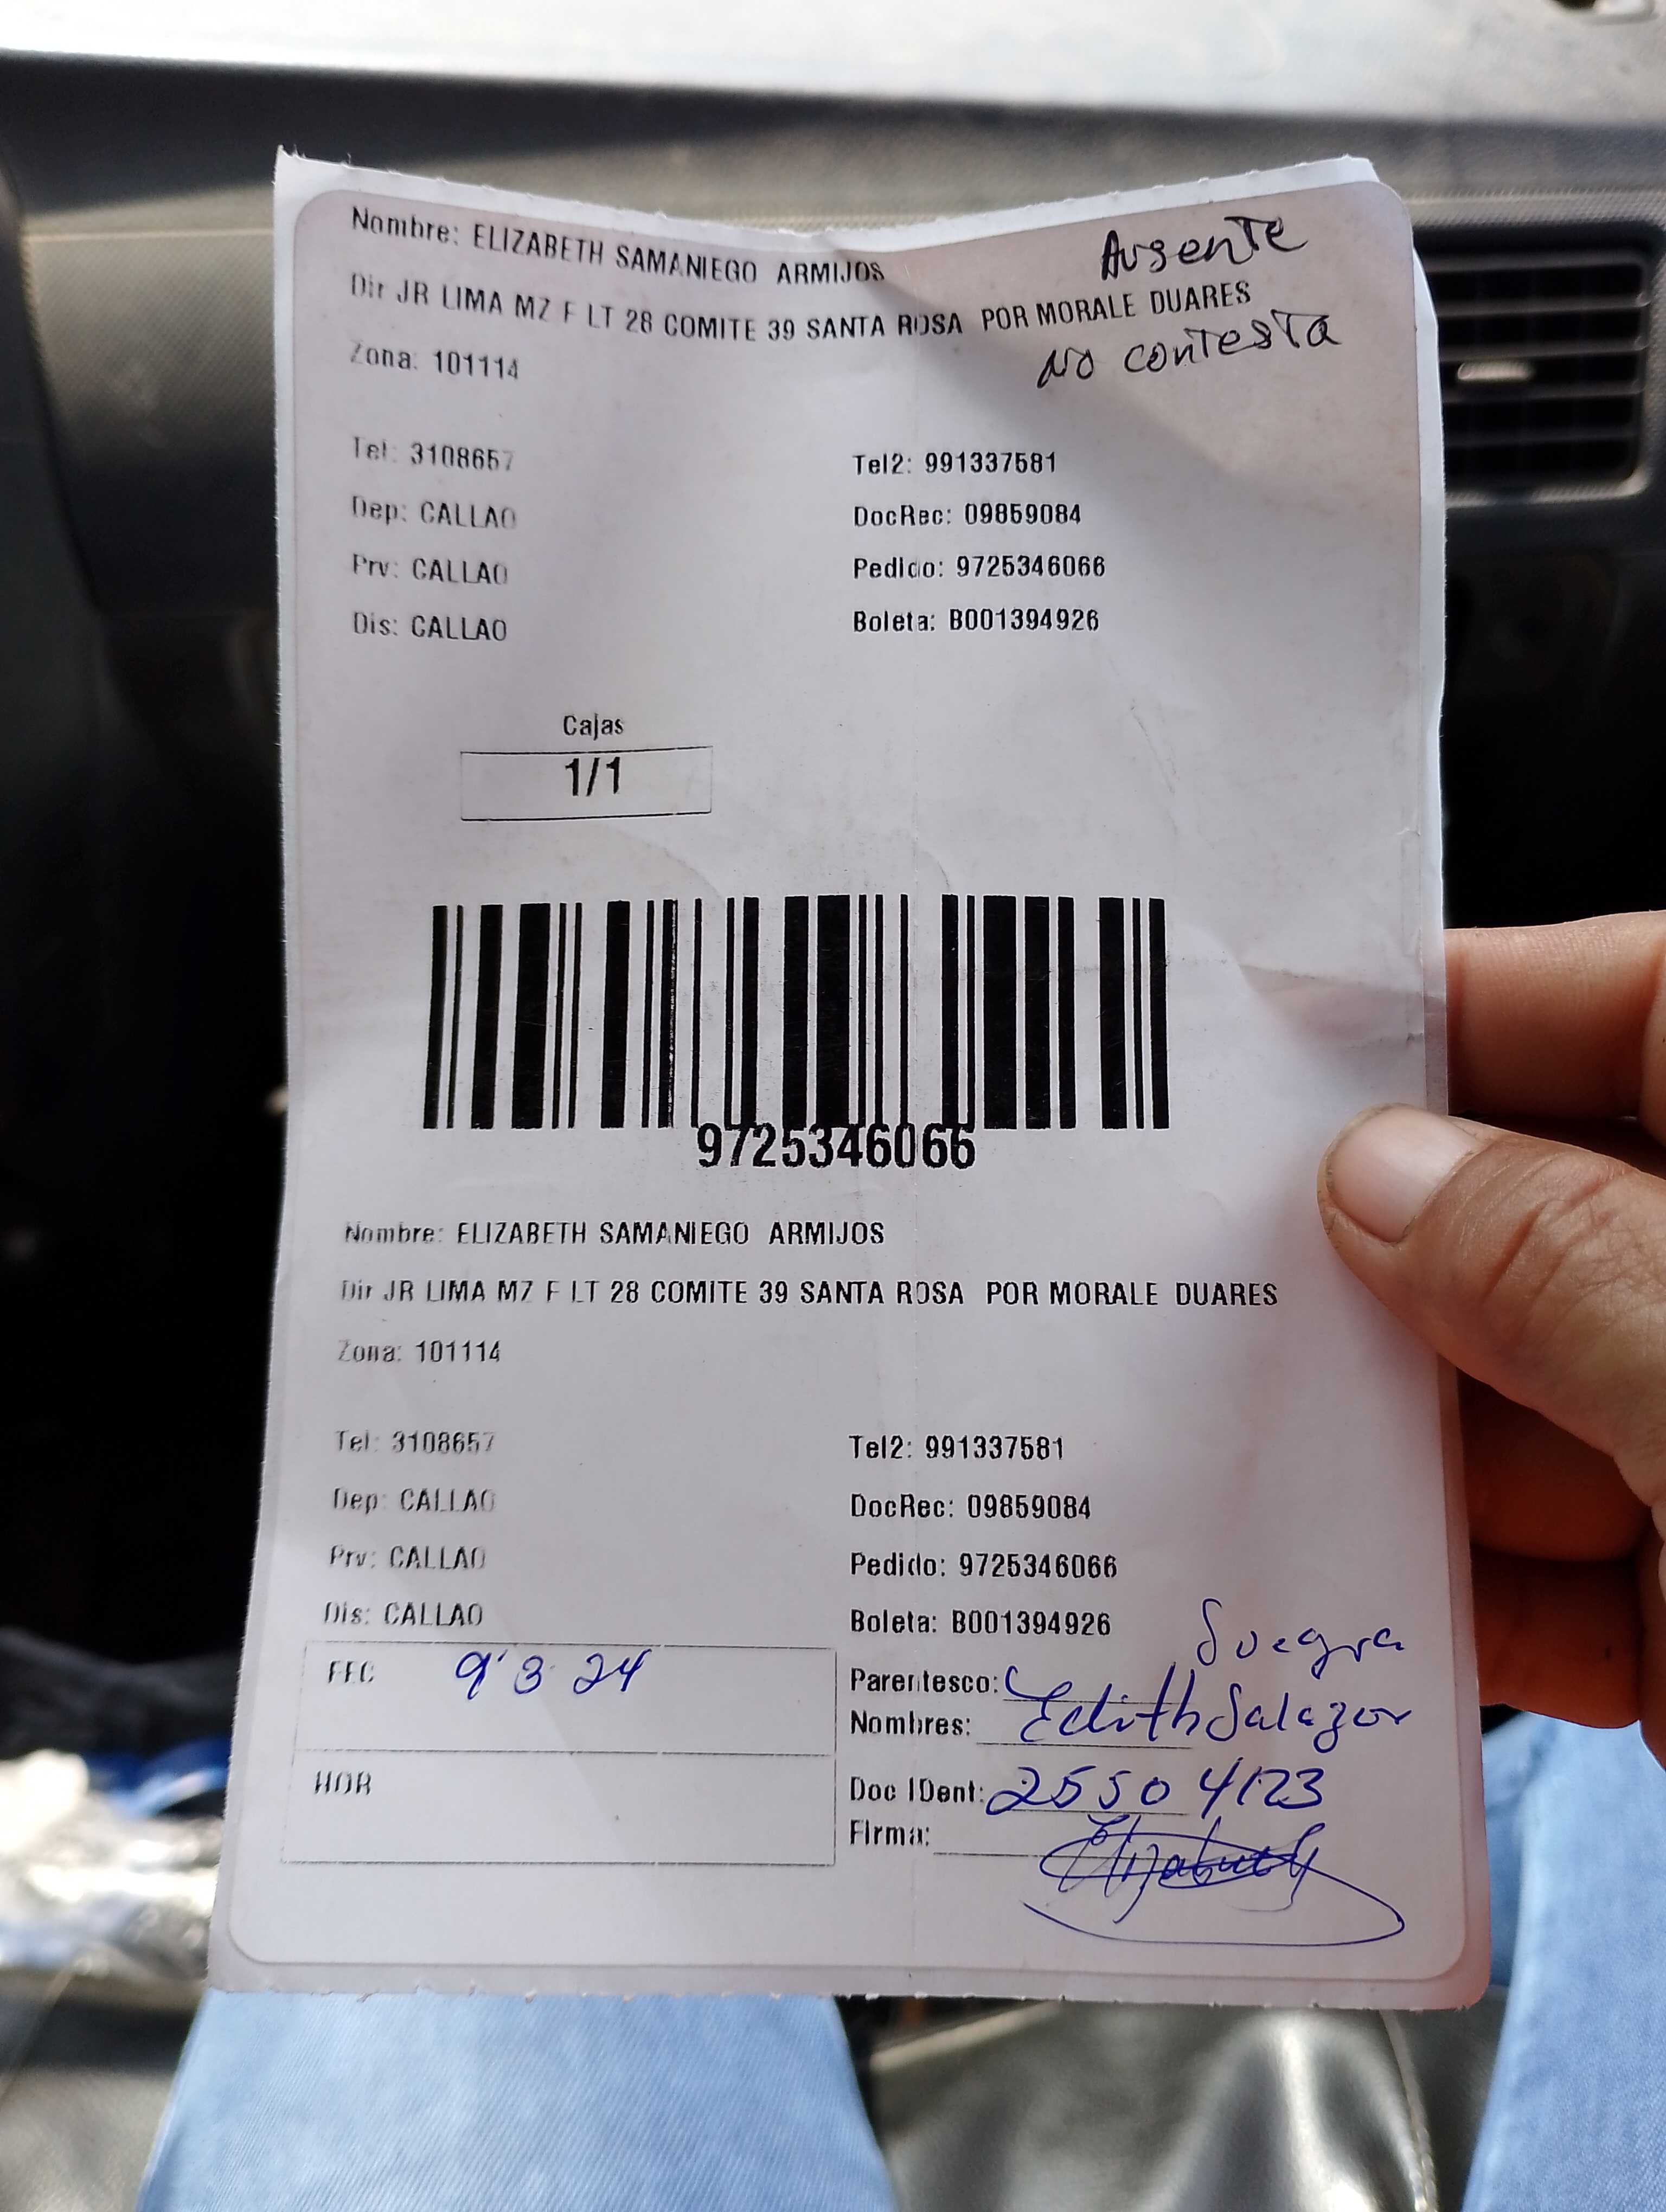 Nombre: ELIZABETH SAMANIEGO ARMIJOS
Ausente
Dir JR LIMA MZ F LT 28 COMITE 39 SANTA ROSA POR MORALE DUARES
No contesta
Zona: 101114
Tel: 3108657 Tel2: 991337581
Dep: CALLAO DocRec: 09859084
Prv: CALLAO Pedido: 9725346066
Dis: CALLAO Boleta: B001394926
Cajas
1/1
9725346066
Nombre: ELIZABETH SAMANIEGO ARMIJOS
Dir JR LIMA MZ F LT 28 COMITE 39 SANTA ROSA POR MORALE DUARES
Zona: 101114
Tel: 3108657 Tel2: 991337581
Dep: CALLAO DocRec: 09859084
Prv: CALLAO Pedido: 9725346066
Dis: CALLAO Boleta: B001394926
FEC 9 3 24 Parentesco: Suegra
Nombres: Edith Salazar
HOR Doc IDent: 25504123
Firma: